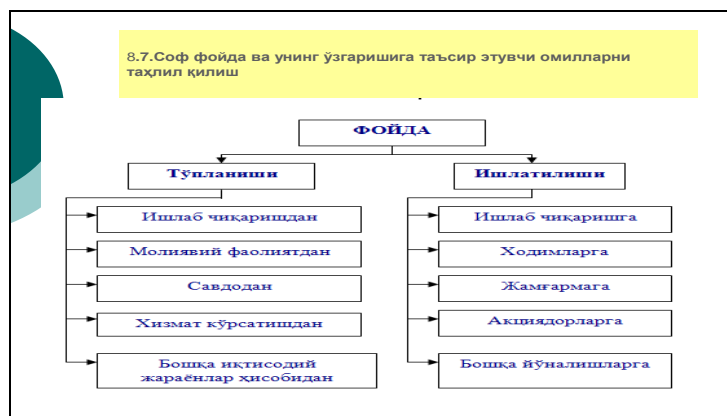 8.7.Соф фойда ва унинг ўзгаришига таъсир этувчи омилларни
таҳлил қилиш
ФОЙДА
Тўпланиши
Ишлаб чиқаришдан
Молиявий фаолиятдан
Савдодан
Хизмат кўрсатишдан
Бошқа иқтисодий
жараёнлар ҳисобидан
Ишлатилиши
Ишлаб чиқаришга
Ходимларга
Жамғармага
Акциядорларга
Бошқа йўналишларга